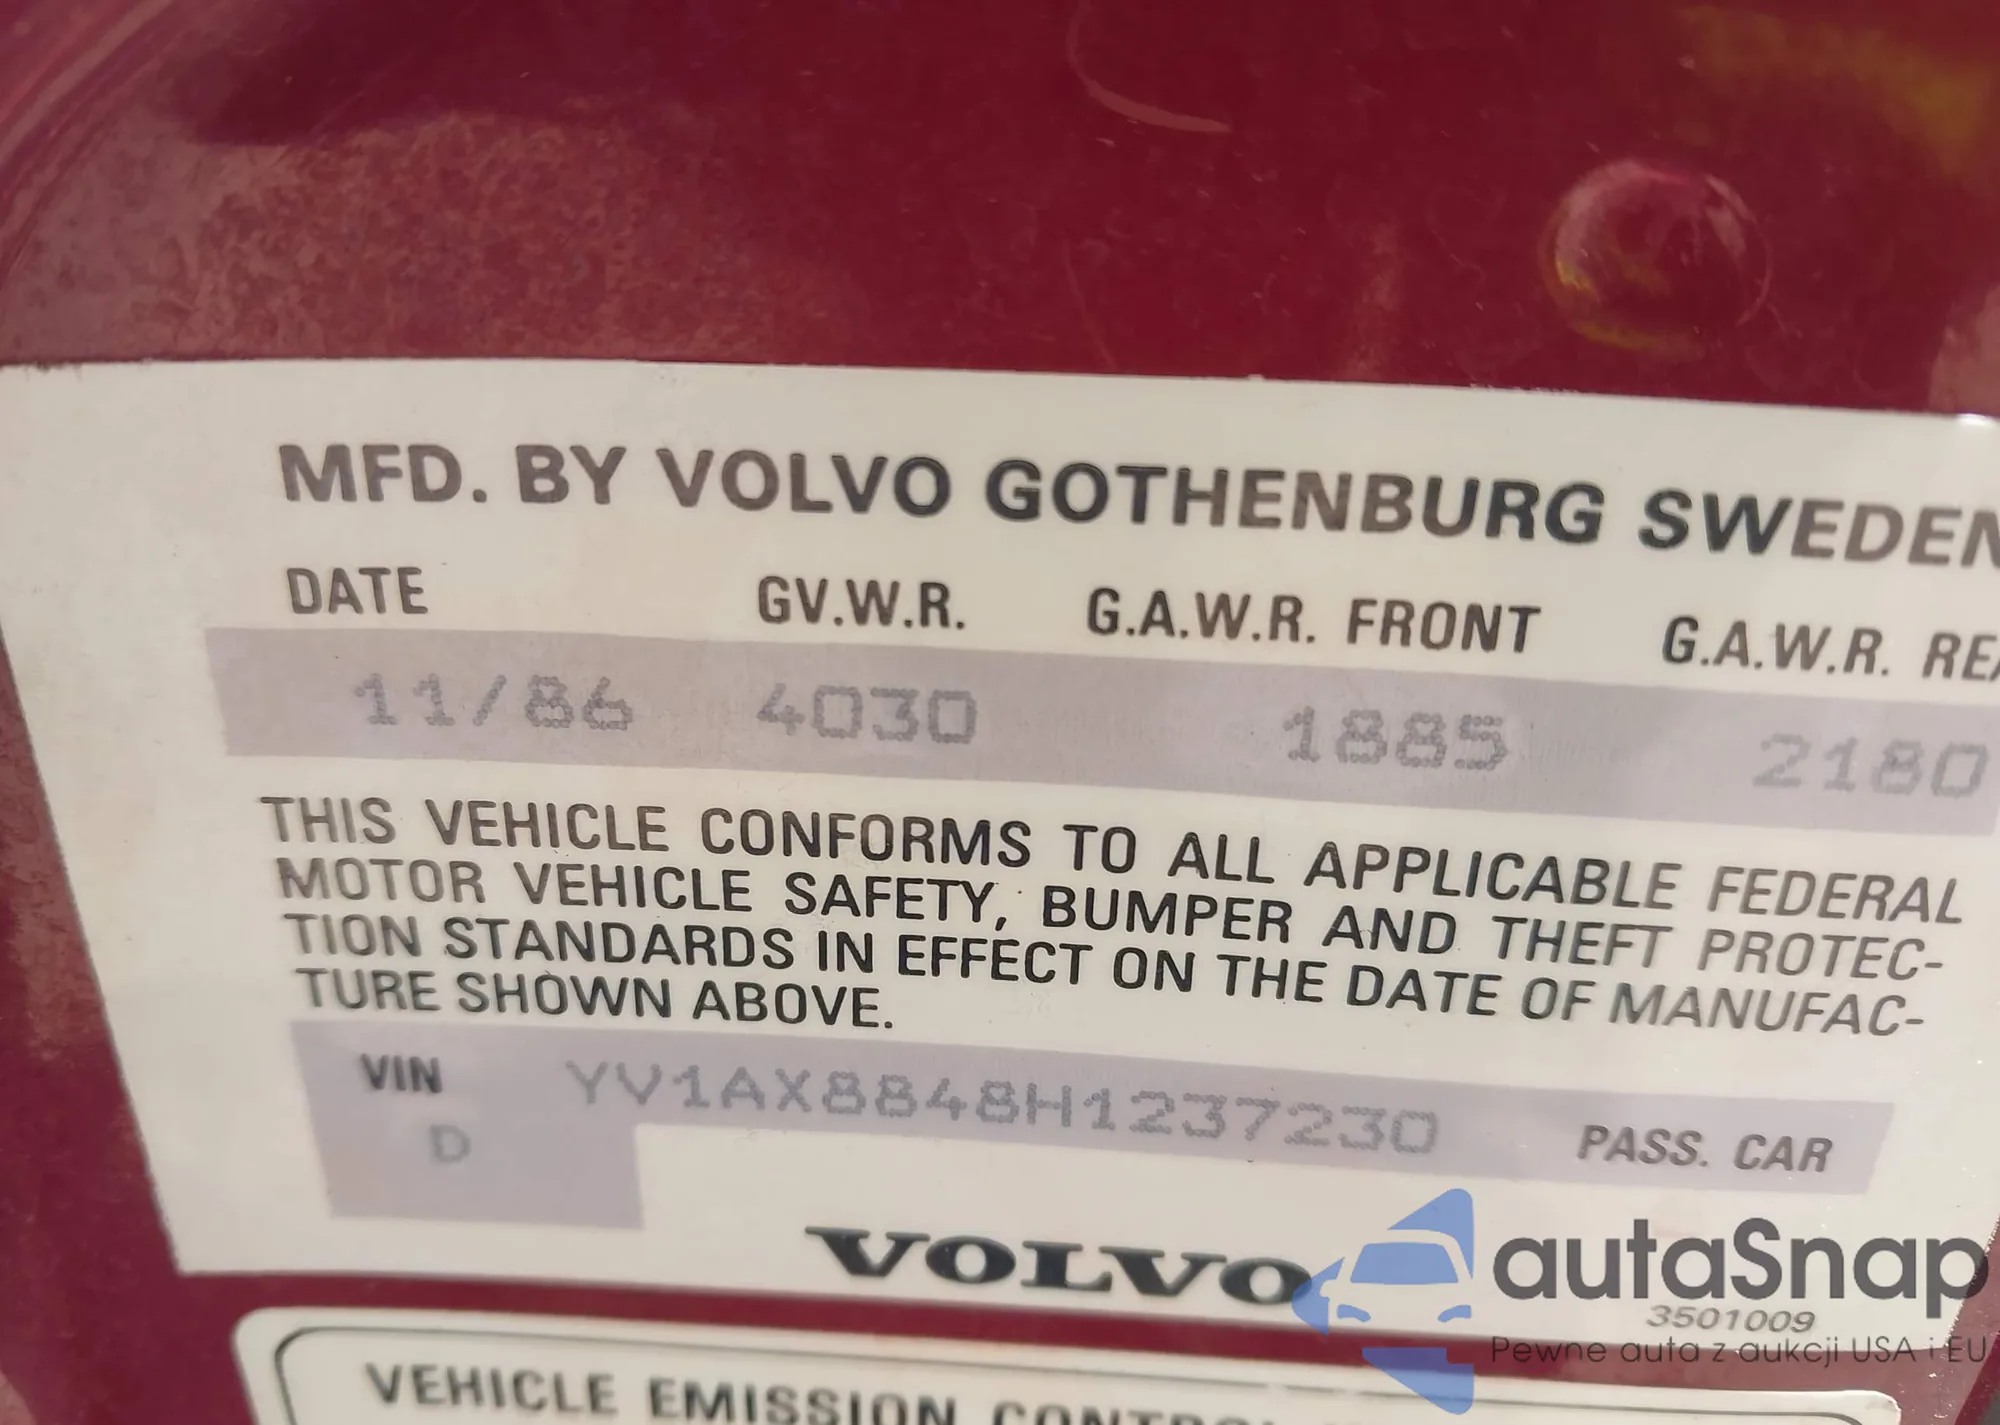 MFD. BY VOLVO GOTHENBURG SWEDEN
DATE GV.W.R. G.A.W.R. FRONT G.A.W.R.
11/86 4030 1885 2180
THIS VEHICLE CONFORMS TO ALL APPLICABLE FEDERAL
MOTOR VEHICLE SAFETY, BUMPER AND THEFT PROTEC-
TION STANDARDS IN EFFECT ON THE DATE OF MANUFAC-
TURE SHOWN ABOVE.
VIN YV1AX8848H1237230 PASS. CAR
D
VOLVO
autaSnap
3501009
Pewne auta z aukcji USA i EU
VEHICLE EMISSION